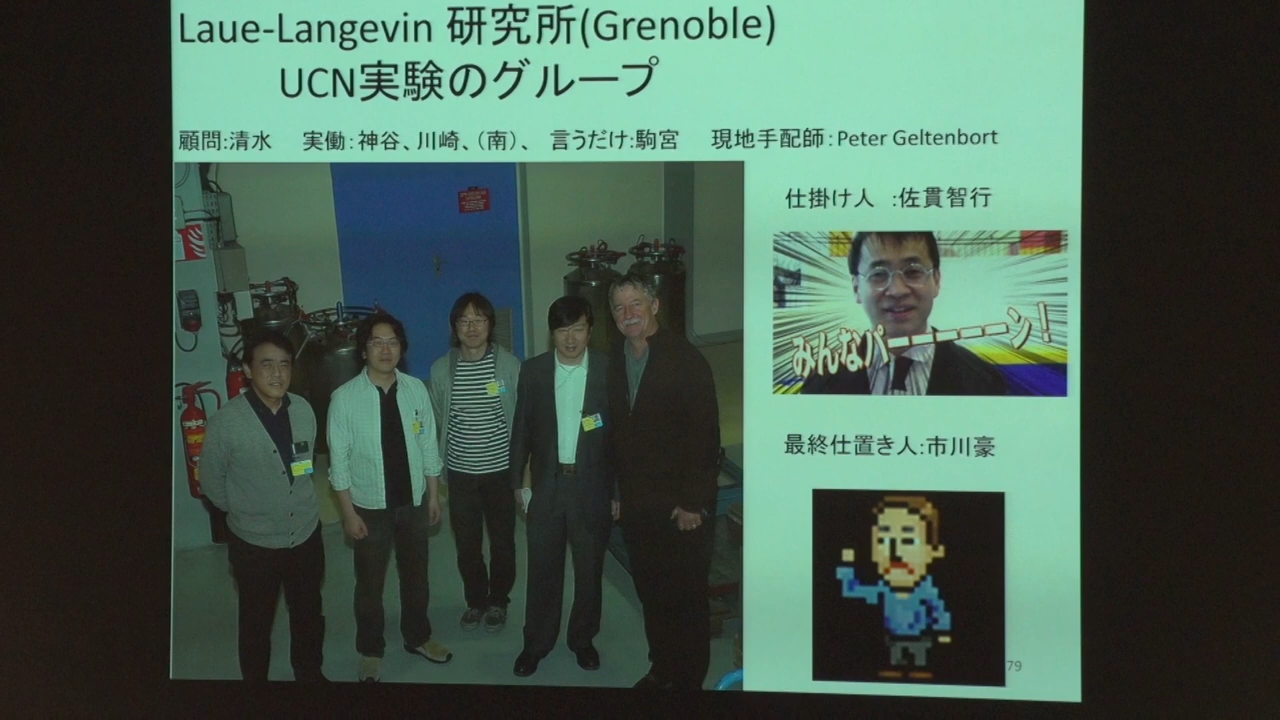 Laue-Langevin 研究所(Grenoble)
UCN実験のグループ
顧問:清水 実働:神谷、川崎、(南)、 言うだけ:駒宮 現地手配師:Peter Geltenbort
仕掛け人 :佐貫智行
みんなパーーーーン!
最終仕置き人:市川豪
79